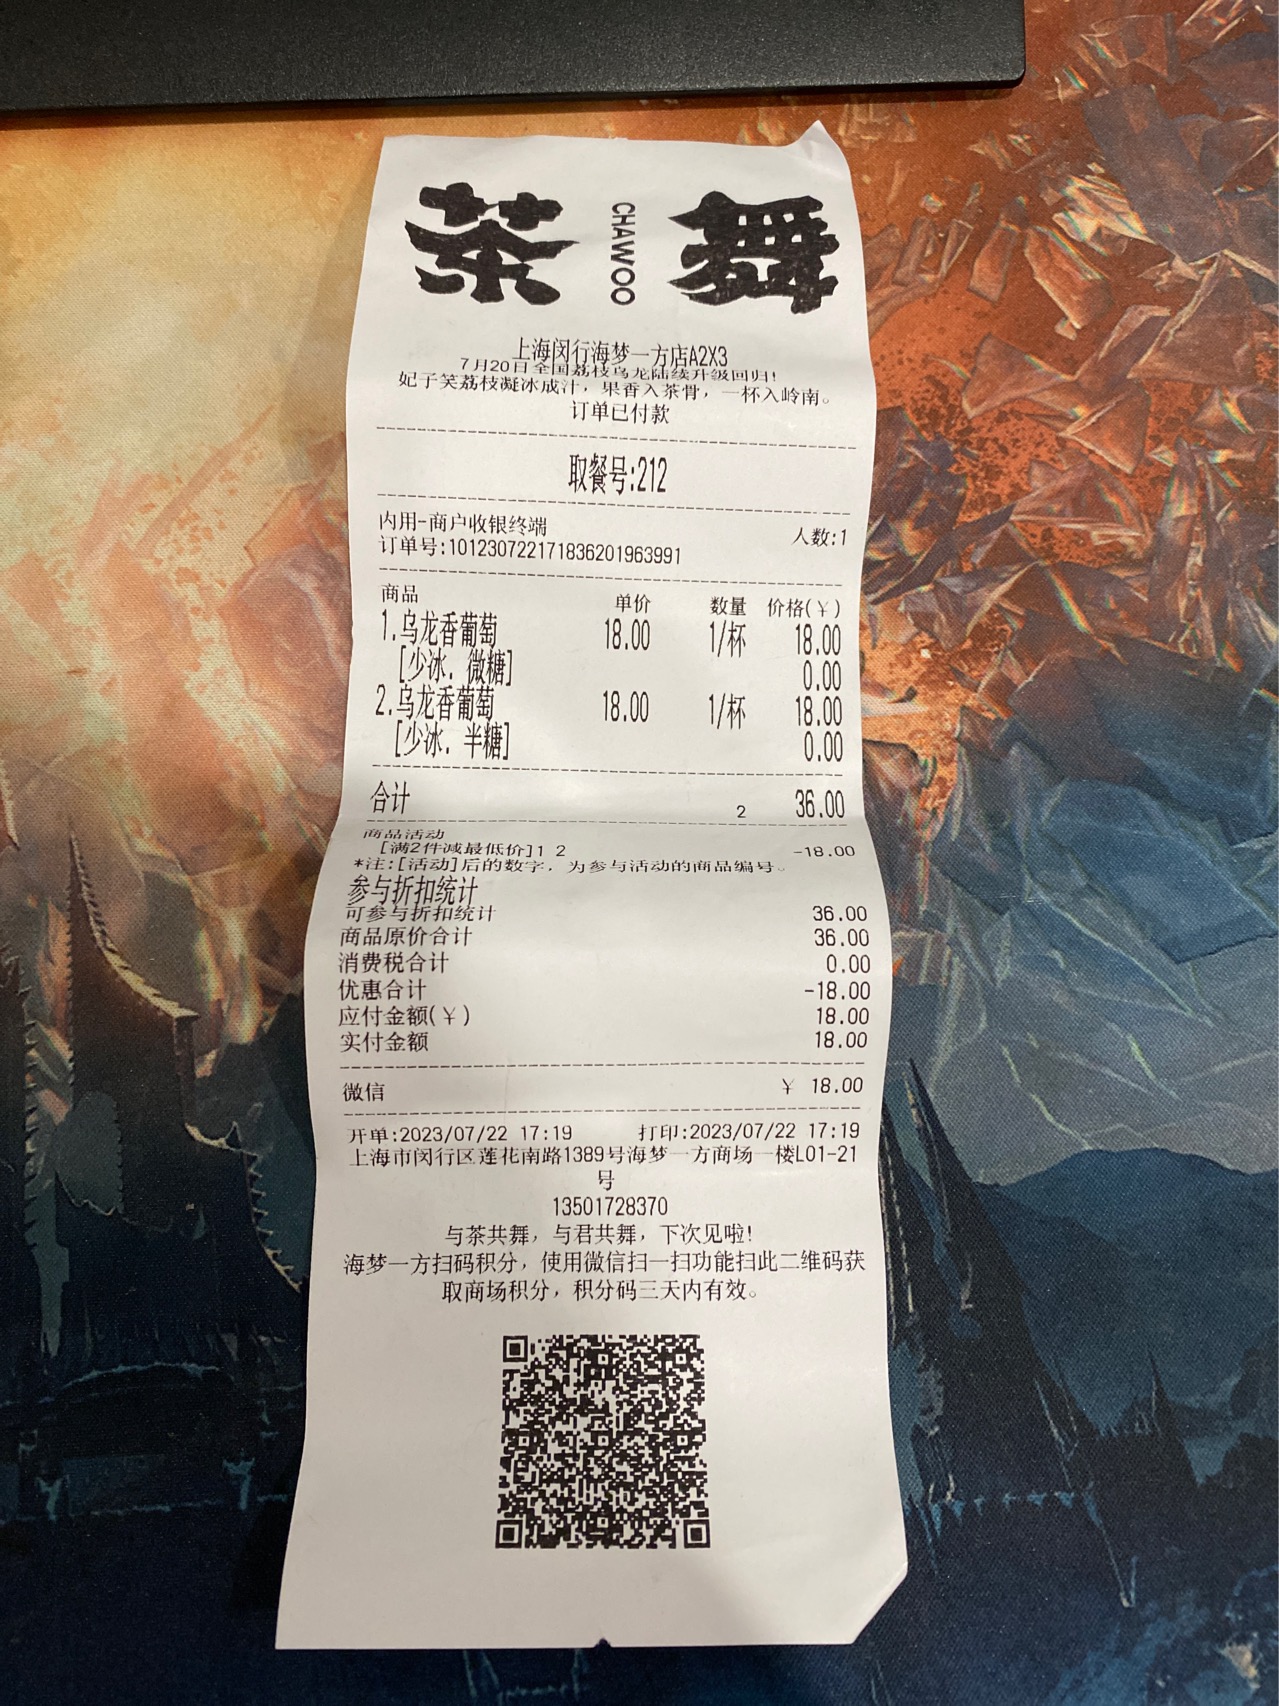 茶 CHAWOO 舞
上海闵行海梦一方店A2X3
7月20日全国荔枝乌龙陆续升级回归!
妃子笑荔枝凝冰成汁，果香入茶骨，一杯入岭南。
订单已付款
取餐号:212
内用-商户收银终端 人数:1
订单号:101230722171836201963991
商品 单价 数量 价格(￥)
1.乌龙香葡萄 18.00 1/杯 18.00
[少冰. 微糖] 0.00
2.乌龙香葡萄 18.00 1/杯 18.00
[少冰. 半糖] 0.00
合计 2 36.00
商品活动
[满2件减最低价]1 2 -18.00
*注:[活动]后的数字，为参与活动的商品编号。
参与折扣统计
可参与折扣统计 36.00
商品原价合计 36.00
消费税合计 0.00
优惠合计 -18.00
应付金额(￥) 18.00
实付金额 18.00
微信 ￥ 18.00
开单:2023/07/22 17:19 打印:2023/07/22 17:19
上海市闵行区莲花南路1389号海梦一方商场一楼L01-21
号
13501728370
与茶共舞，与君共舞，下次见啦!
海梦一方扫码积分，使用微信扫一扫功能扫此二维码获
取商场积分，积分码三天内有效。